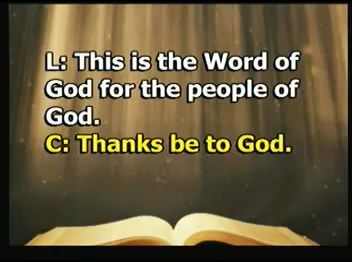 L: This is the Word of
God for the people of
God.
C: Thanks be to God.